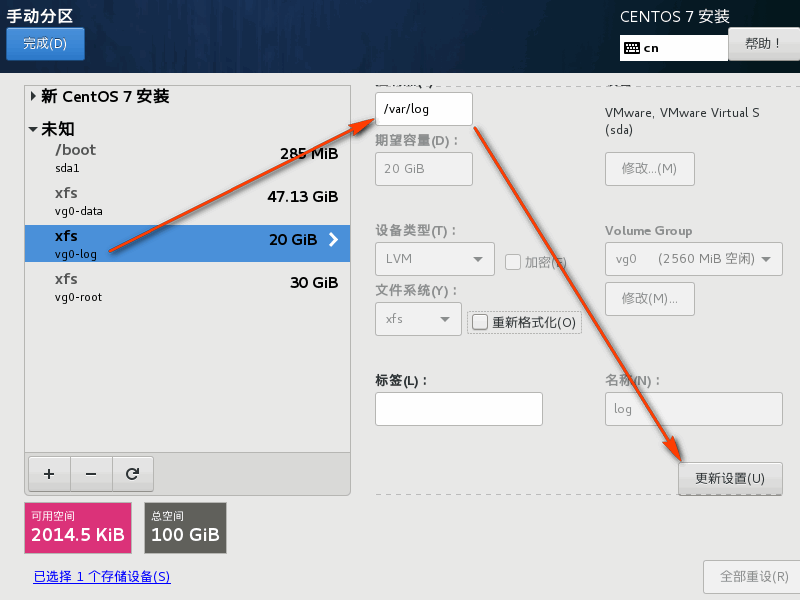 手动分区
CENTOS 7 安装
完成(D)
cn
帮助！
新 CentOS 7 安装
未知
/boot
285 MiB
sda1
xfs
47.13 GiB
vg0-data
xfs
20 GiB
vg0-log
xfs
30 GiB
vg0-root
/var/log
VMware, VMware Virtual S
(sda)
期望容量(D)：
20 GiB
修改...(M)
设备类型(T)：
Volume Group
LVM
加密(E)
vg0 (2560 MiB 空闲)
文件系统(Y)：
修改(M)...
xfs
重新格式化(O)
标签(L)：
名称(N)：
log
更新设置(U)
可用空间
2014.5 KiB
总空间
100 GiB
已选择 1 个存储设备(S)
全部重设(R)